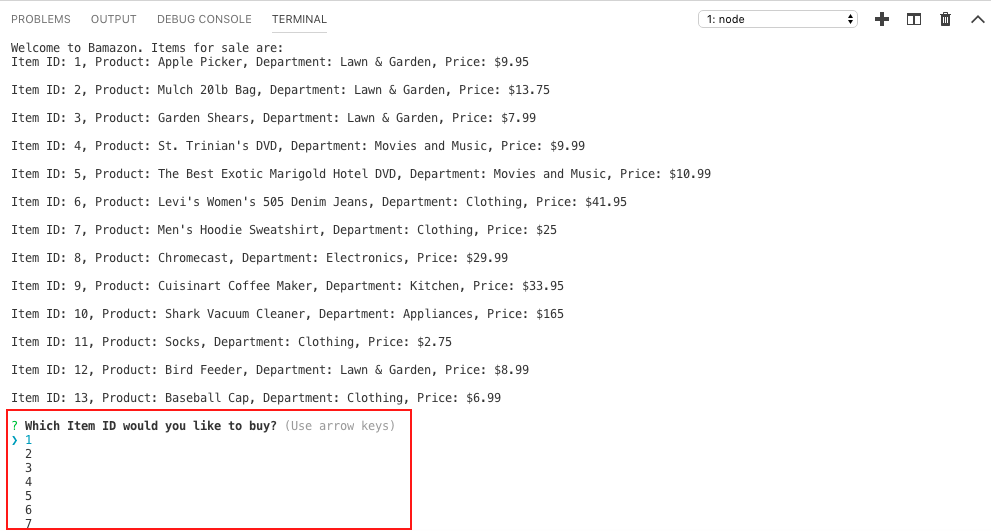 PROBLEMS OUTPUT DEBUG CONSOLE TERMINAL 1: node
Welcome to Bamazon. Items for sale are:
Item ID: 1, Product: Apple Picker, Department: Lawn & Garden, Price: $9.95
Item ID: 2, Product: Mulch 20lb Bag, Department: Lawn & Garden, Price: $13.75
Item ID: 3, Product: Garden Shears, Department: Lawn & Garden, Price: $7.99
Item ID: 4, Product: St. Trinian's DVD, Department: Movies and Music, Price: $9.99
Item ID: 5, Product: The Best Exotic Marigold Hotel DVD, Department: Movies and Music, Price: $10.99
Item ID: 6, Product: Levi's Women's 505 Denim Jeans, Department: Clothing, Price: $41.95
Item ID: 7, Product: Men's Hoodie Sweatshirt, Department: Clothing, Price: $25
Item ID: 8, Product: Chromecast, Department: Electronics, Price: $29.99
Item ID: 9, Product: Cuisinart Coffee Maker, Department: Kitchen, Price: $33.95
Item ID: 10, Product: Shark Vacuum Cleaner, Department: Appliances, Price: $165
Item ID: 11, Product: Socks, Department: Clothing, Price: $2.75
Item ID: 12, Product: Bird Feeder, Department: Lawn & Garden, Price: $8.99
Item ID: 13, Product: Baseball Cap, Department: Clothing, Price: $6.99
? Which Item ID would you like to buy? (Use arrow keys)
❯ 1
2
3
4
5
6
7